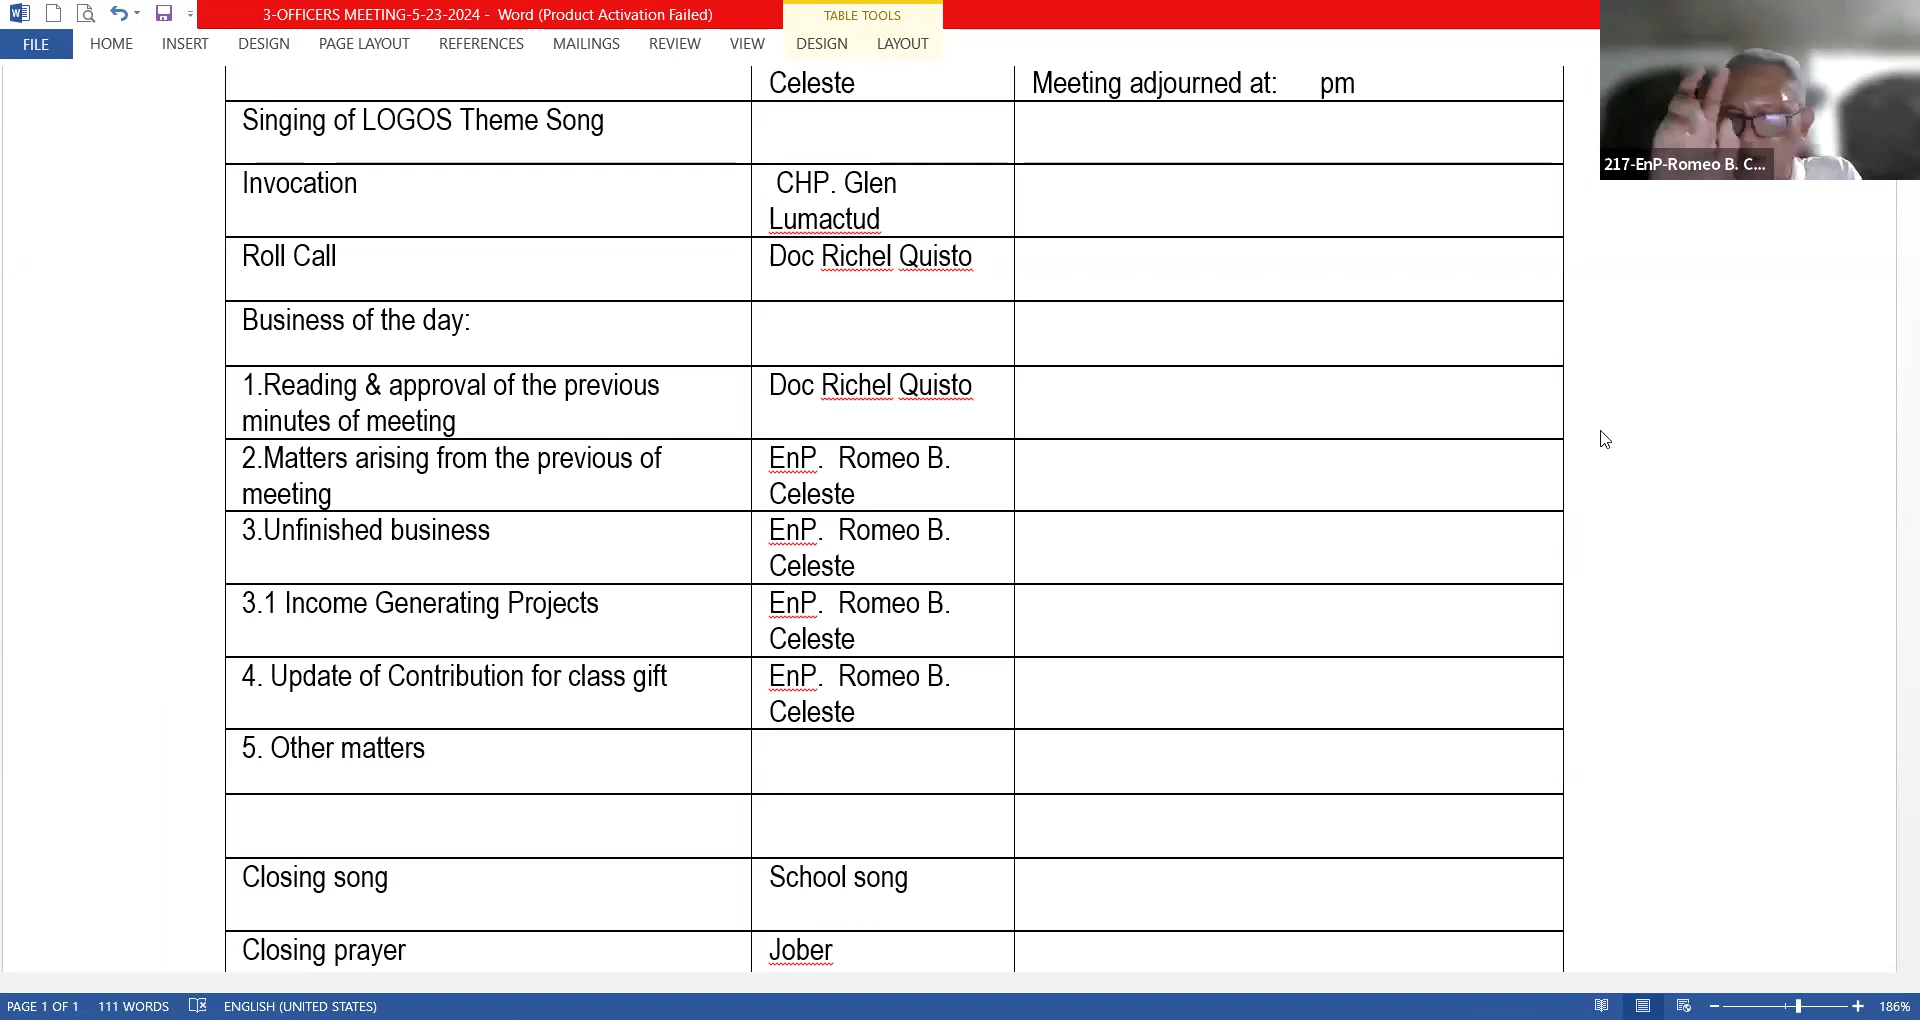 3-OFFICERS MEETING-5-23-2024 - Word (Product Activation Failed)
TABLE TOOLS
FILE HOME INSERT DESIGN PAGE LAYOUT REFERENCES MAILINGS REVIEW VIEW DESIGN LAYOUT
Celeste
Meeting adjourned at: pm
217-EnP-Romeo B. C...
Singing of LOGOS Theme Song
Invocation
CHP. Glen
Lumactud
Roll Call
Doc Richel Quisto
Business of the day:
1.Reading & approval of the previous
minutes of meeting
Doc Richel Quisto
2.Matters arising from the previous of
meeting
EnP. Romeo B.
Celeste
3.Unfinished business
EnP. Romeo B.
Celeste
3.1 Income Generating Projects
EnP. Romeo B.
Celeste
4. Update of Contribution for class gift
EnP. Romeo B.
Celeste
5. Other matters
Closing song
School song
Closing prayer
Jober
PAGE 1 OF 1 111 WORDS ENGLISH (UNITED STATES) 186%